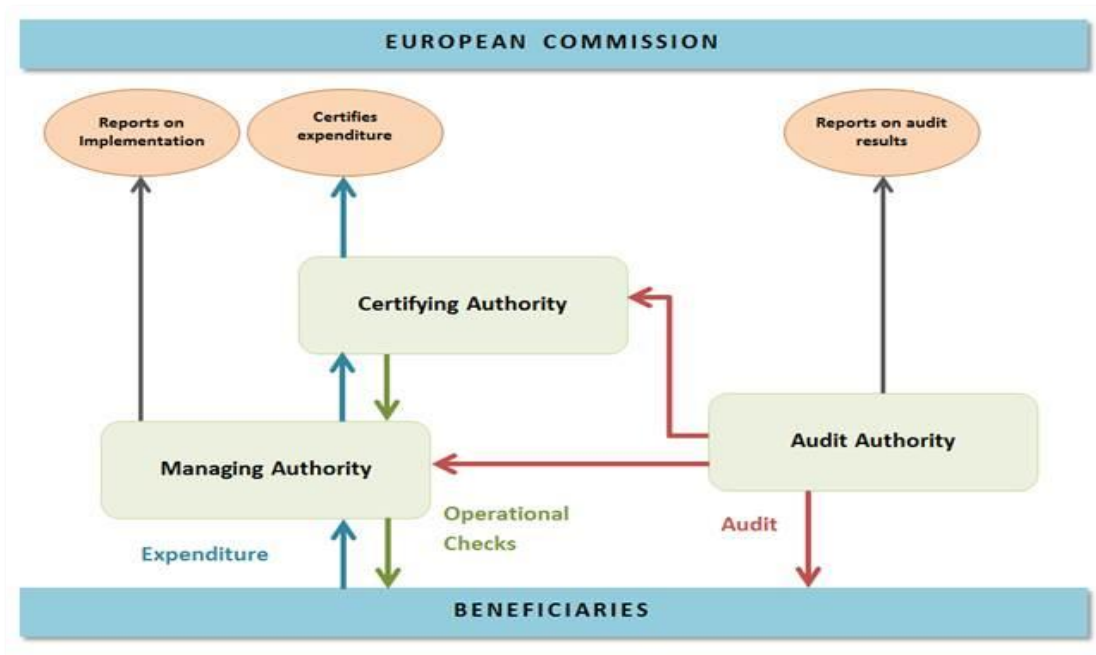 EUROPEAN COMMISSION
Reports on
Implementation
Certifies
expenditure
Reports on audit
results
Certifying Authority
Audit Authority
Managing Authority
Operational
Checks
Audit
Expenditure
BENEFICIARIES